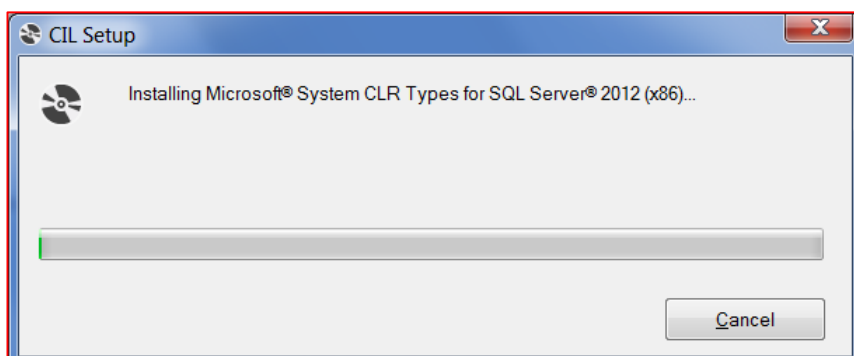 CIL Setup
Installing Microsoft® System CLR Types for SQL Server® 2012 (x86)...
Cancel